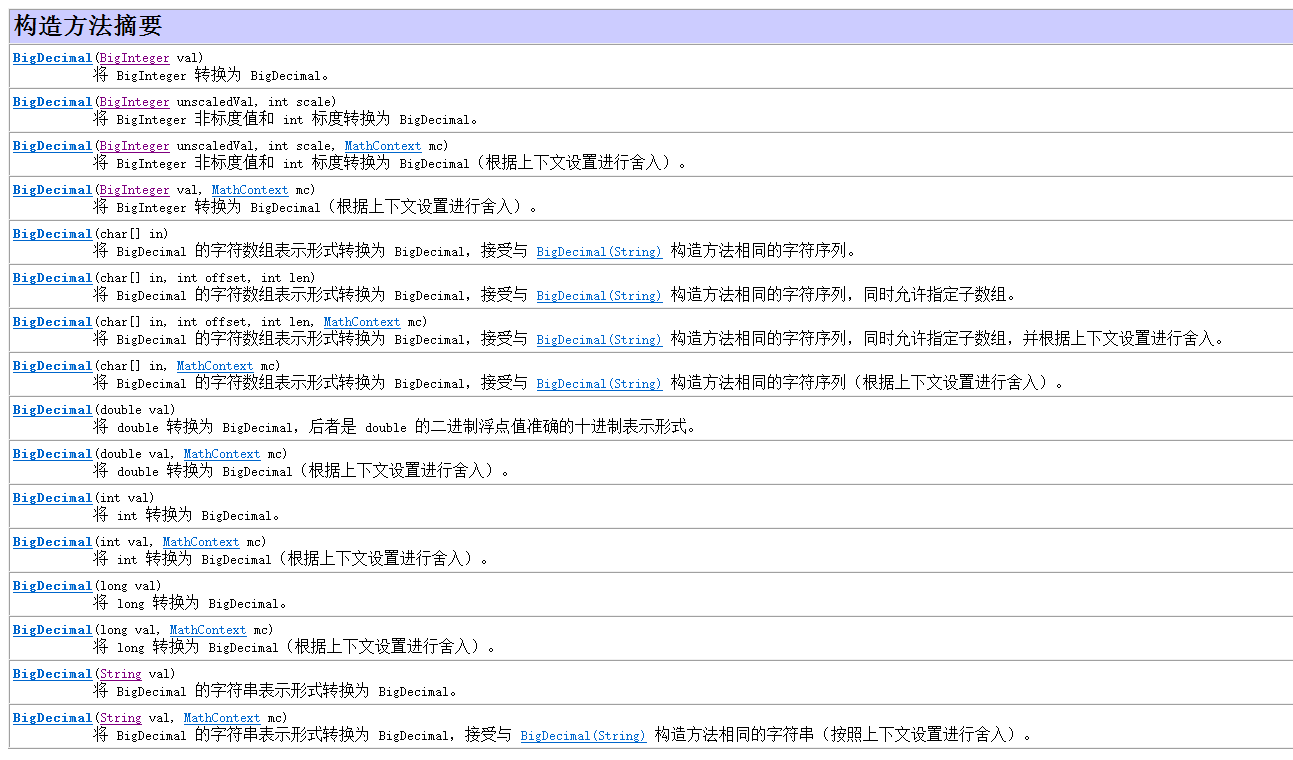 构造方法摘要
BigDecimal(BigInteger val)
将 BigInteger 转换为 BigDecimal。
BigDecimal(BigInteger unscaledVal, int scale)
将 BigInteger 非标度值和 int 标度转换为 BigDecimal。
BigDecimal(BigInteger unscaledVal, int scale, MathContext mc)
将 BigInteger 非标度值和 int 标度转换为 BigDecimal（根据上下文设置进行舍入）。
BigDecimal(BigInteger val, MathContext mc)
将 BigInteger 转换为 BigDecimal（根据上下文设置进行舍入）。
BigDecimal(char[] in)
将 BigDecimal 的字符数组表示形式转换为 BigDecimal，接受与 BigDecimal(String) 构造方法相同的字符序列。
BigDecimal(char[] in, int offset, int len)
将 BigDecimal 的字符数组表示形式转换为 BigDecimal，接受与 BigDecimal(String) 构造方法相同的字符序列，同时允许指定子数组。
BigDecimal(char[] in, int offset, int len, MathContext mc)
将 BigDecimal 的字符数组表示形式转换为 BigDecimal，接受与 BigDecimal(String) 构造方法相同的字符序列，同时允许指定子数组，并根据上下文设置进行舍入。
BigDecimal(char[] in, MathContext mc)
将 BigDecimal 的字符数组表示形式转换为 BigDecimal，接受与 BigDecimal(String) 构造方法相同的字符序列（根据上下文设置进行舍入）。
BigDecimal(double val)
将 double 转换为 BigDecimal，后者是 double 的二进制浮点值准确的十进制表示形式。
BigDecimal(double val, MathContext mc)
将 double 转换为 BigDecimal（根据上下文设置进行舍入）。
BigDecimal(int val)
将 int 转换为 BigDecimal。
BigDecimal(int val, MathContext mc)
将 int 转换为 BigDecimal（根据上下文设置进行舍入）。
BigDecimal(long val)
将 long 转换为 BigDecimal。
BigDecimal(long val, MathContext mc)
将 long 转换为 BigDecimal（根据上下文设置进行舍入）。
BigDecimal(String val)
将 BigDecimal 的字符串表示形式转换为 BigDecimal。
BigDecimal(String val, MathContext mc)
将 BigDecimal 的字符串表示形式转换为 BigDecimal，接受与 BigDecimal(String) 构造方法相同的字符串（按照上下文设置进行舍入）。